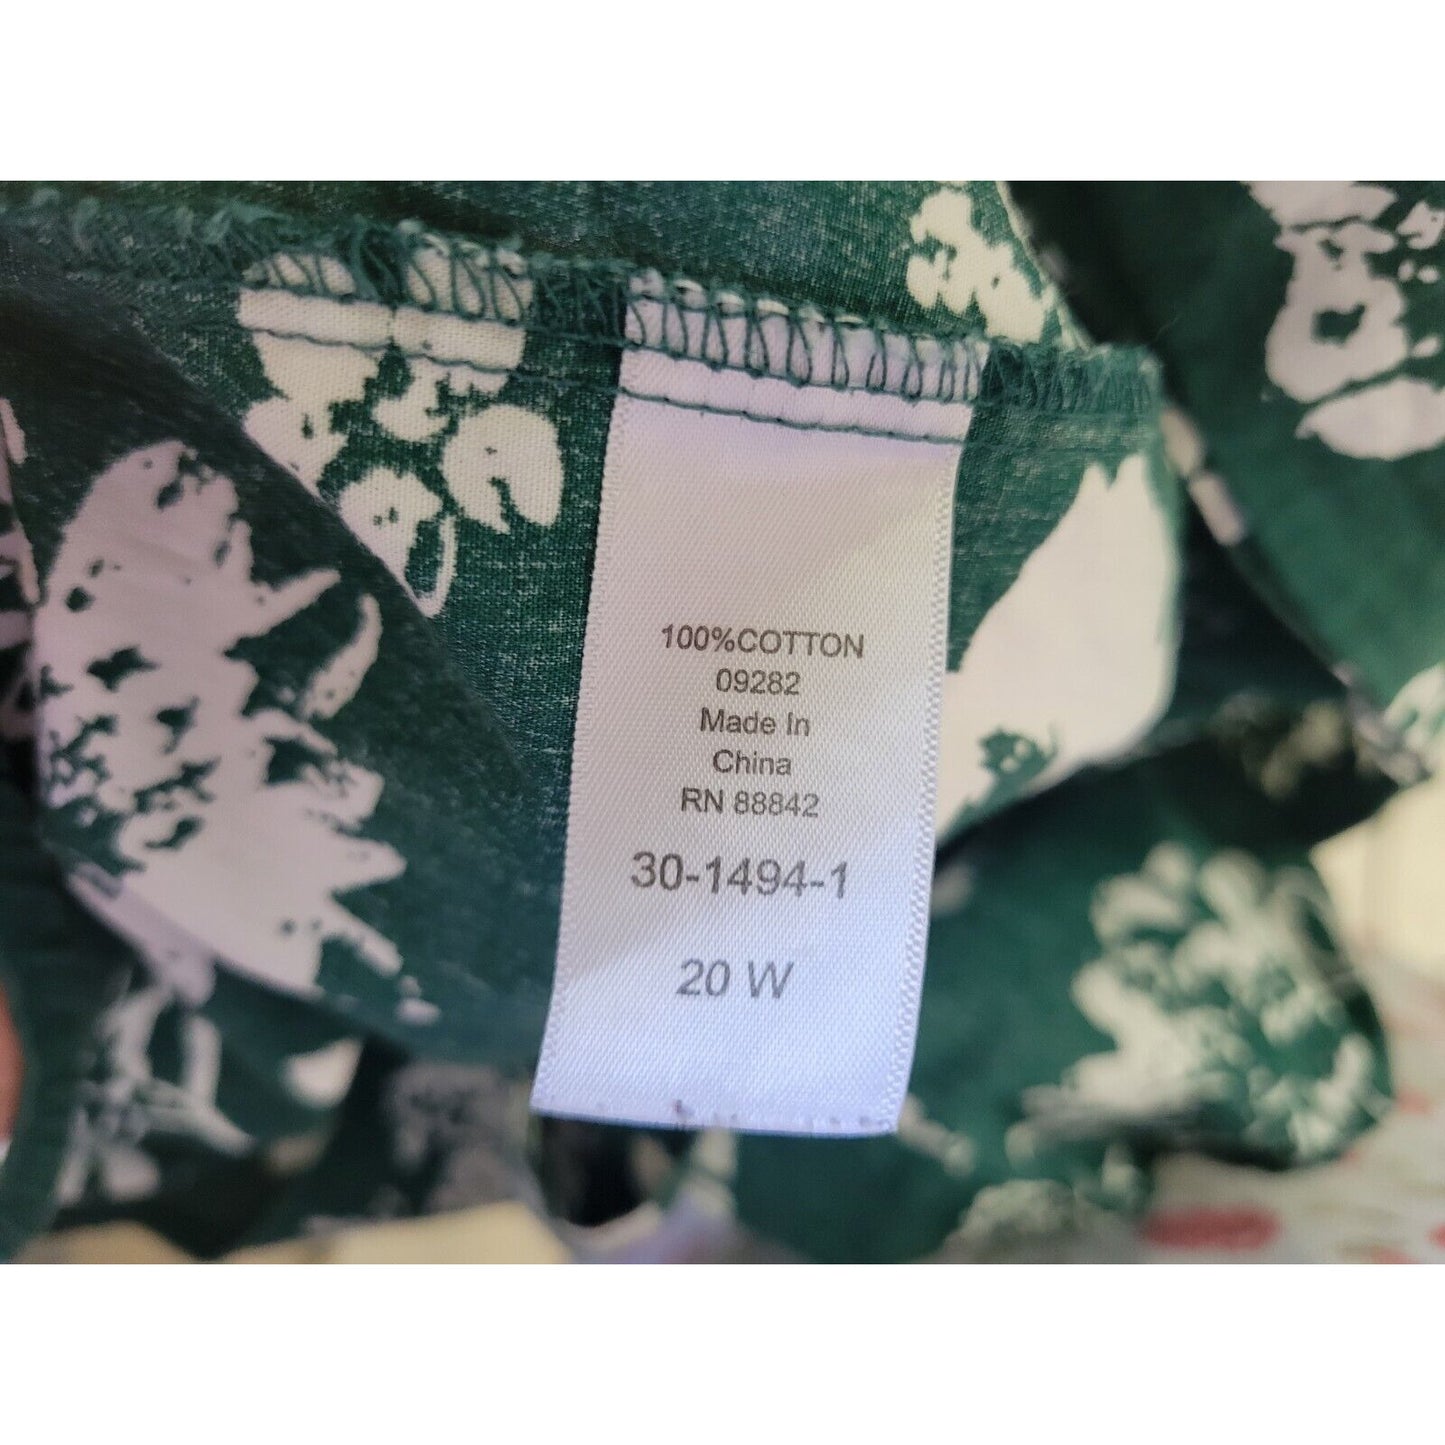 100%COTTON
09282
Made In
China
RN 88842
30-1494-1
20 W